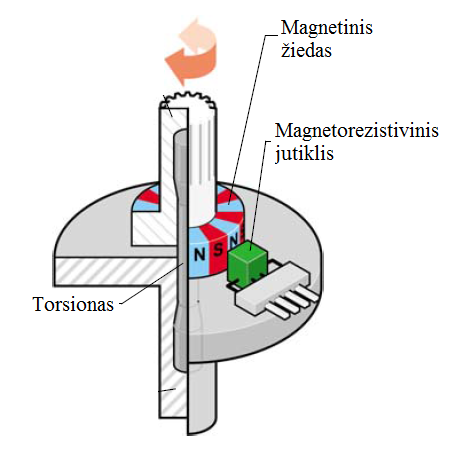 Magnetinis
žiedas
Magnetorezistivinis
jutiklis
N S N
Torsionas